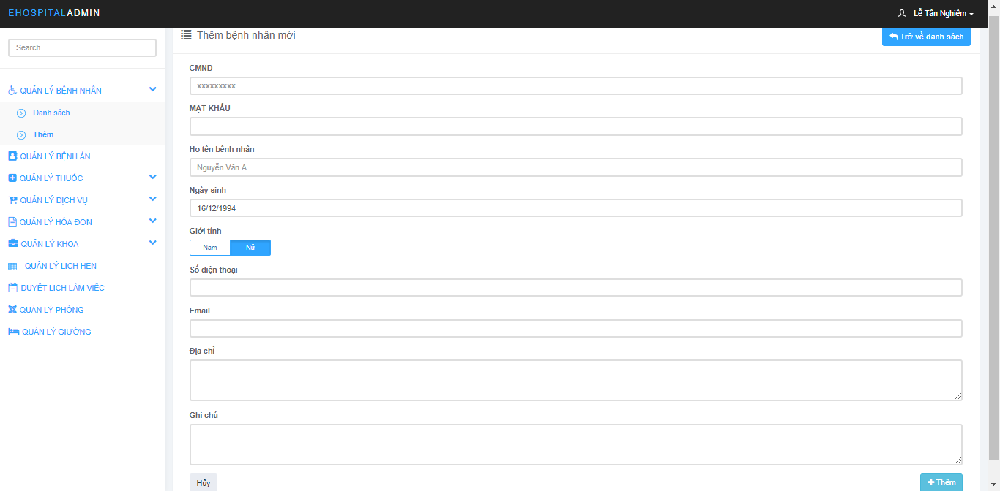 EHOSPITALADMIN
Lễ Tân Nghiêm
Search
QUẢN LÝ BỆNH NHÂN
Danh sách
Thêm
QUẢN LÝ BỆNH ÁN
QUẢN LÝ THUỐC
QUẢN LÝ DỊCH VỤ
QUẢN LÝ HÓA ĐƠN
QUẢN LÝ KHOA
QUẢN LÝ LỊCH HẸN
DUYỆT LỊCH LÀM VIỆC
QUẢN LÝ PHÒNG
QUẢN LÝ GIƯỜNG
Thêm bệnh nhân mới
Trở về danh sách
CMND
xxxxxxxxx
MẬT KHẨU
Họ tên bệnh nhân
Nguyễn Văn A
Ngày sinh
16/12/1994
Giới tính
Nam Nữ
Số điện thoại
Email
Địa chỉ
Ghi chú
Hủy
Thêm